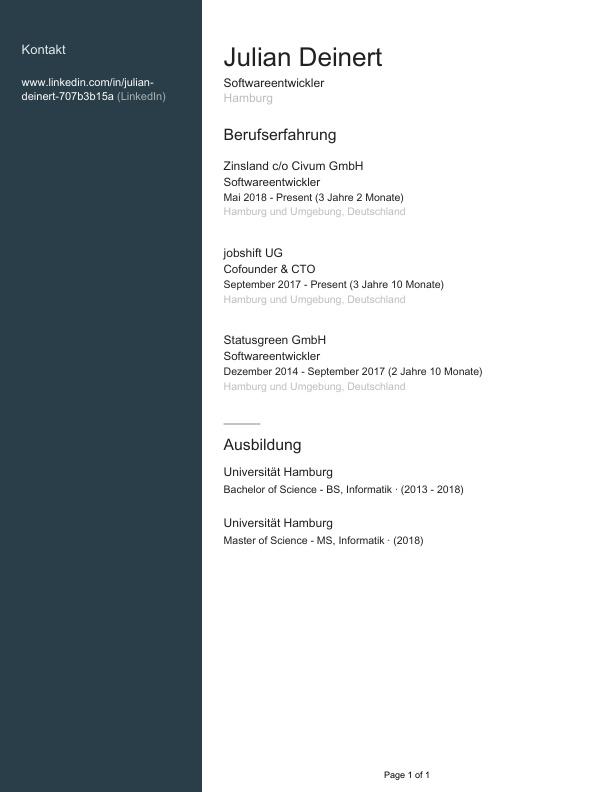 Kontakt
www.linkedin.com/in/julian-
deinert-707b3b15a (LinkedIn)
Julian Deinert
Softwareentwickler
Hamburg
Berufserfahrung
Zinsland c/o Civum GmbH
Softwareentwickler
Mai 2018 - Present (3 Jahre 2 Monate)
Hamburg und Umgebung, Deutschland
jobshift UG
Cofounder & CTO
September 2017 - Present (3 Jahre 10 Monate)
Hamburg und Umgebung, Deutschland
Statusgreen GmbH
Softwareentwickler
Dezember 2014 - September 2017 (2 Jahre 10 Monate)
Hamburg und Umgebung, Deutschland
Ausbildung
Universität Hamburg
Bachelor of Science - BS, Informatik · (2013 - 2018)
Universität Hamburg
Master of Science - MS, Informatik · (2018)
Page 1 of 1